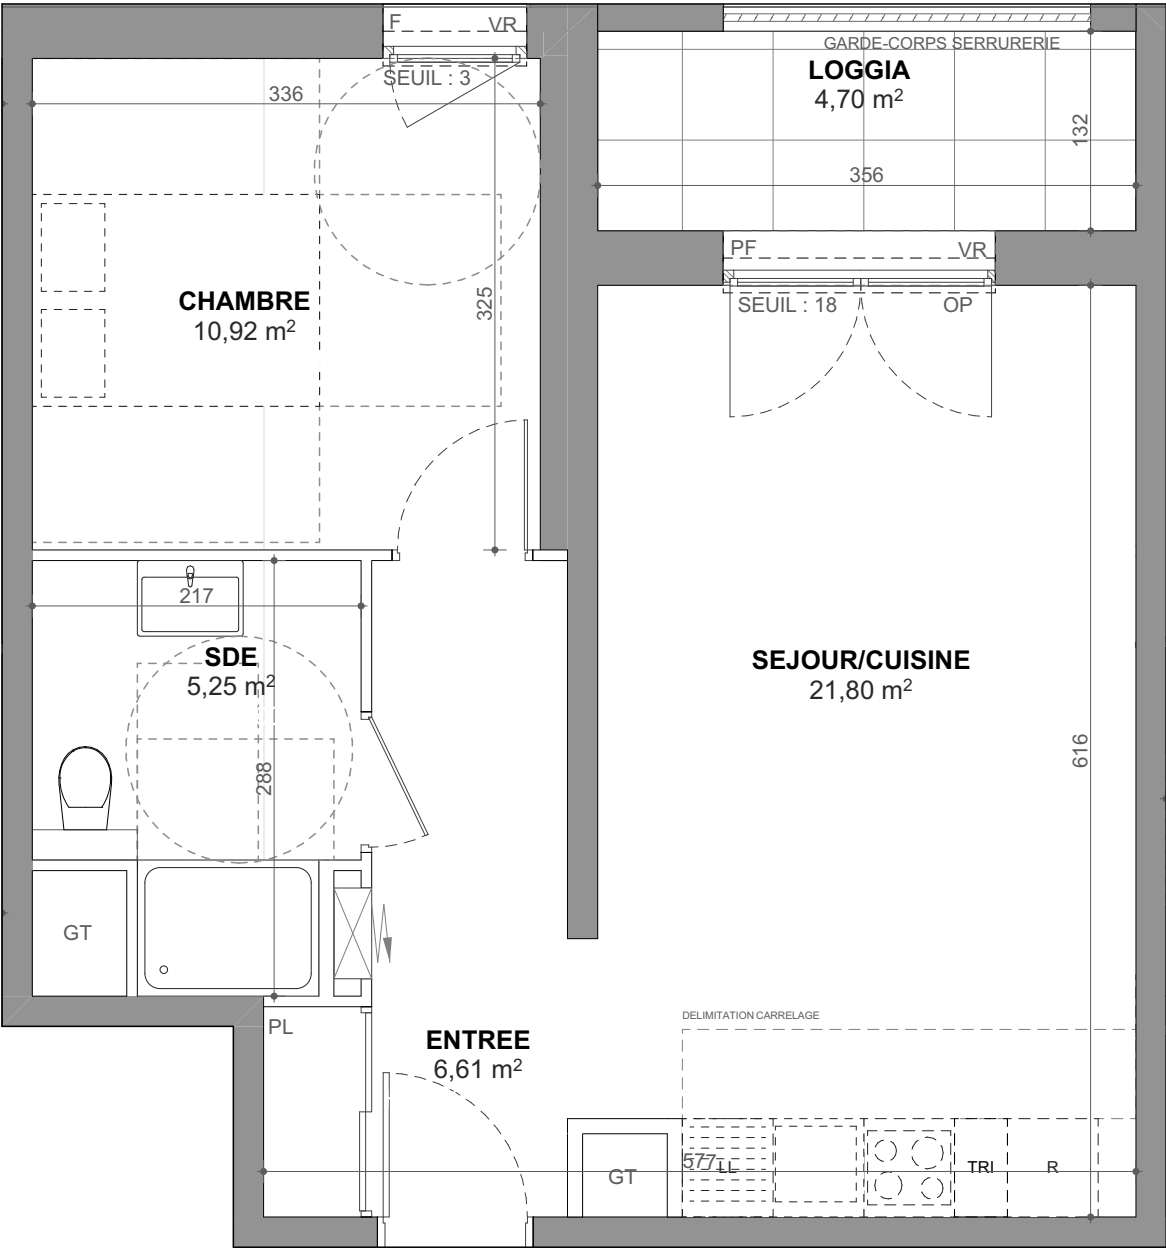 F
VR
SEUIL : 3
336
GARDE-CORPS SERRURERIE
LOGGIA
4,70 m²
132
356
PF
VR
SEUIL : 18
OP
CHAMBRE
10,92 m²
325
217
SDE
5,25 m²
288
SEJOUR/CUISINE
21,80 m²
616
GT
PL
ENTREE
6,61 m²
DELIMITATION CARRELAGE
GT
577
LL
TRI
R